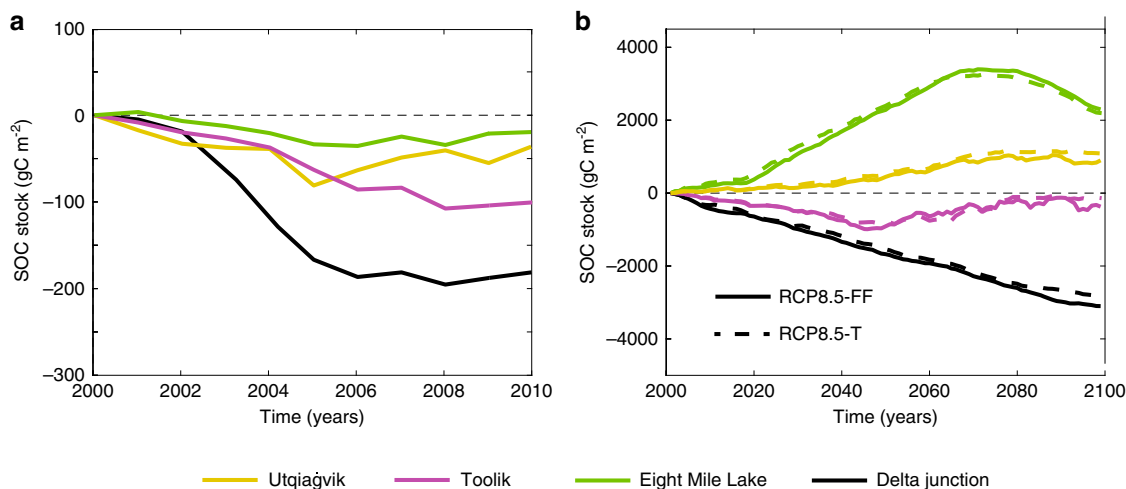 a
SOC stock (gC m⁻²)
100
0
−100
−200
−300
2000 2002 2004 2006 2008 2010
Time (years)
b
SOC stock (gC m⁻²)
4000
2000
0
−2000
−4000
RCP8.5-FF
RCP8.5-T
2000 2020 2040 2060 2080 2100
Time (years)
Utqiaġvik Toolik Eight Mile Lake Delta junction